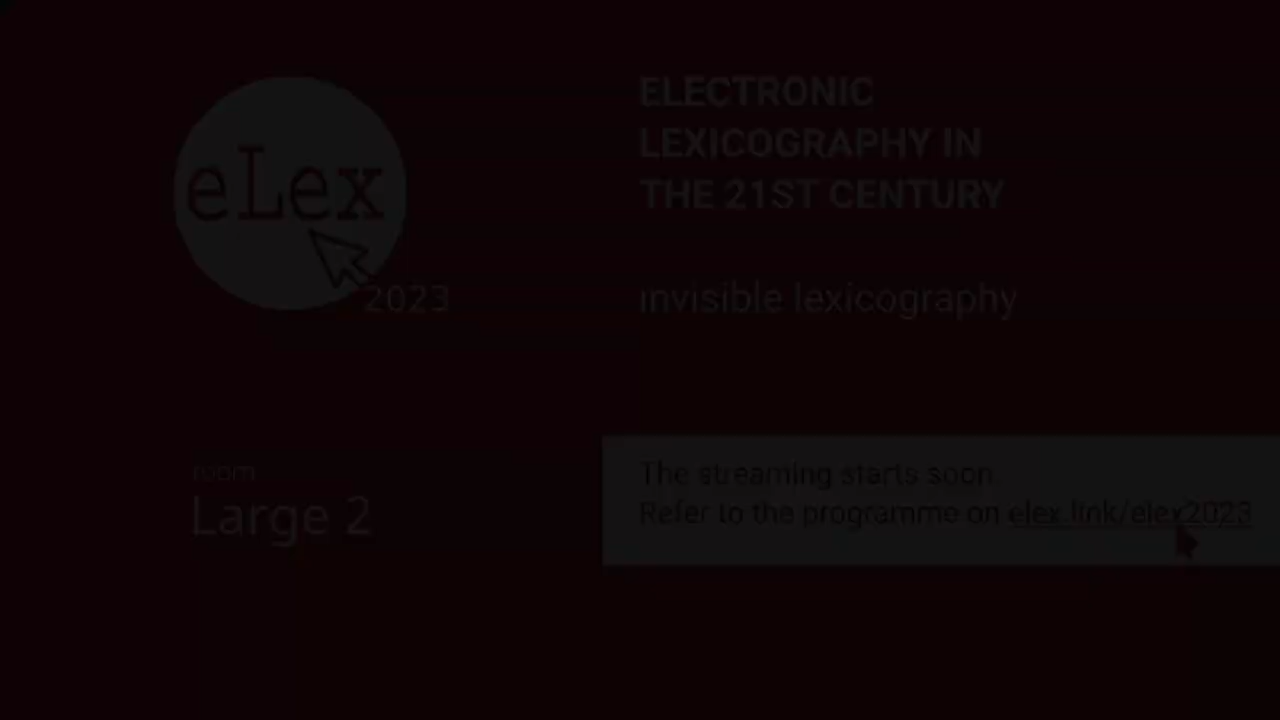 eLex
2023
ELECTRONIC
LEXICOGRAPHY IN
THE 21ST CENTURY
invisible lexicography
room
Large 2
The streaming starts soon.
Refer to the programme on elex.link/elex2023